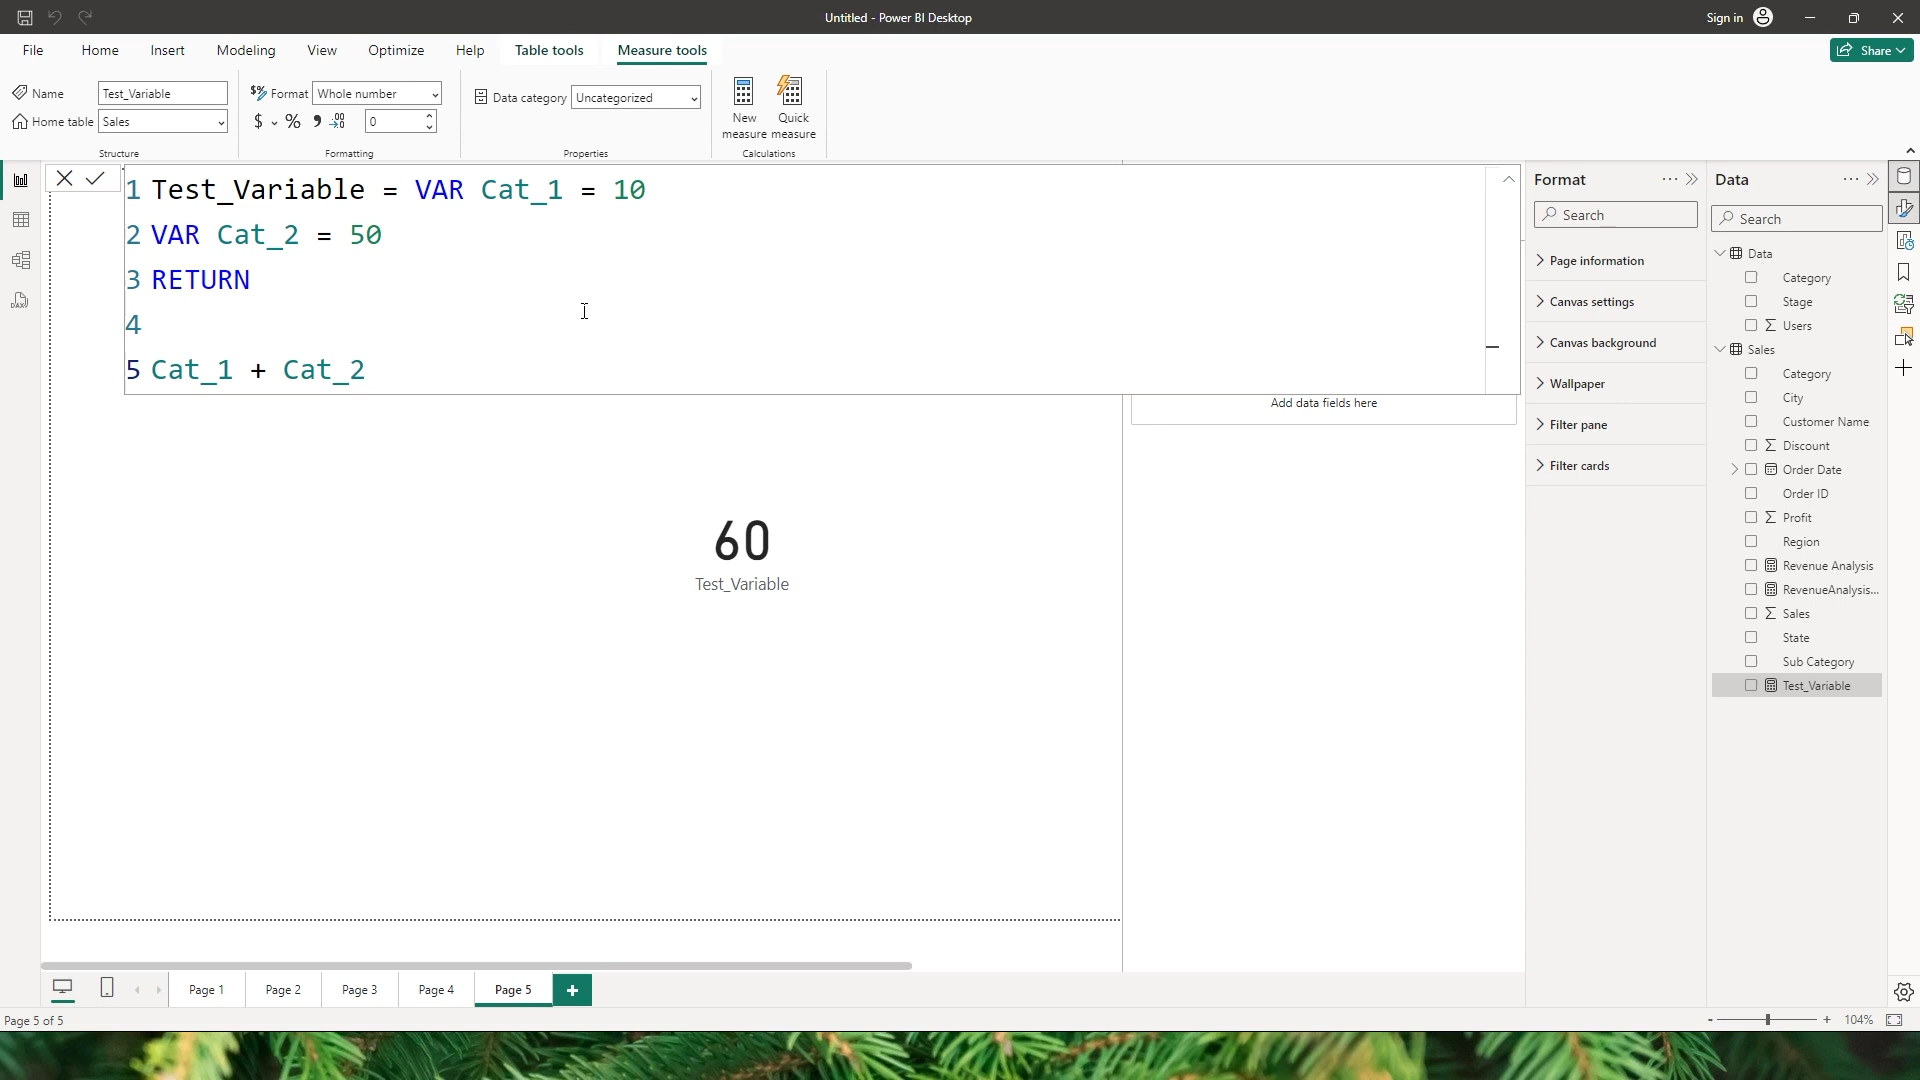 Untitled - Power BI Desktop
Sign in
File Home Insert Modeling View Optimize Help Table tools Measure tools
Share
Name Test_Variable
Home table Sales
Structure
Format Whole number
$ % 9 .00 0
Formatting
Data category Uncategorized
Properties
New measure
Quick measure
Calculations
1 Test_Variable = VAR Cat_1 = 10
2 VAR Cat_2 = 50
3 RETURN
4
5 Cat_1 + Cat_2
Add data fields here
60
Test_Variable
Format
Search
Page information
Canvas settings
Canvas background
Wallpaper
Filter pane
Filter cards
Data
Search
Data
Category
Stage
Σ Users
Sales
Category
City
Customer Name
Σ Discount
Order Date
Order ID
Σ Profit
Region
Revenue Analysis
RevenueAnalysis...
Σ Sales
State
Sub Category
Test_Variable
DAX
Page 1 Page 2 Page 3 Page 4 Page 5 +
Page 5 of 5
- + 104%